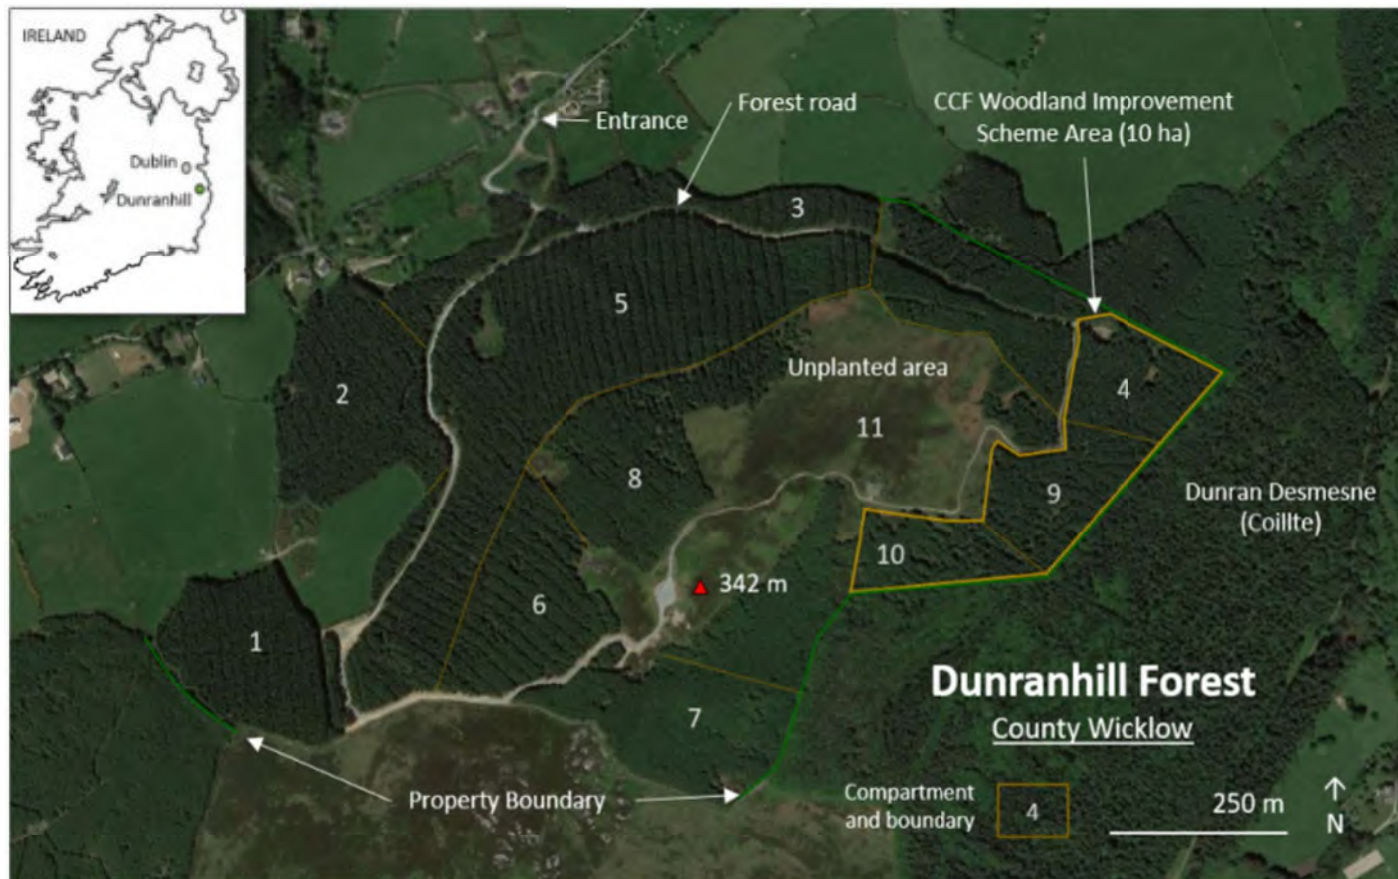 IRELAND
Dublin
Dunranhill
Entrance
Forest road
CCF Woodland Improvement
Scheme Area (10 ha)
3
5
2
4
Unplanted area
11
8
9
Dunran Desmesne
(Coillte)
10
342 m
6
1
7
Dunranhill Forest
County Wicklow
Property Boundary
Compartment
and boundary
4
250 m
N